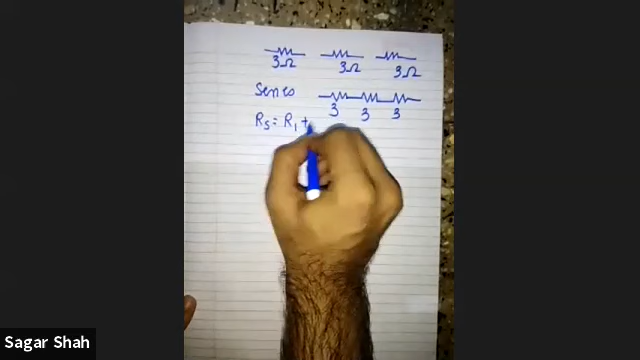 3Ω 3Ω 3Ω
Series
3 3 3
Rs = R1 +
Sagar Shah